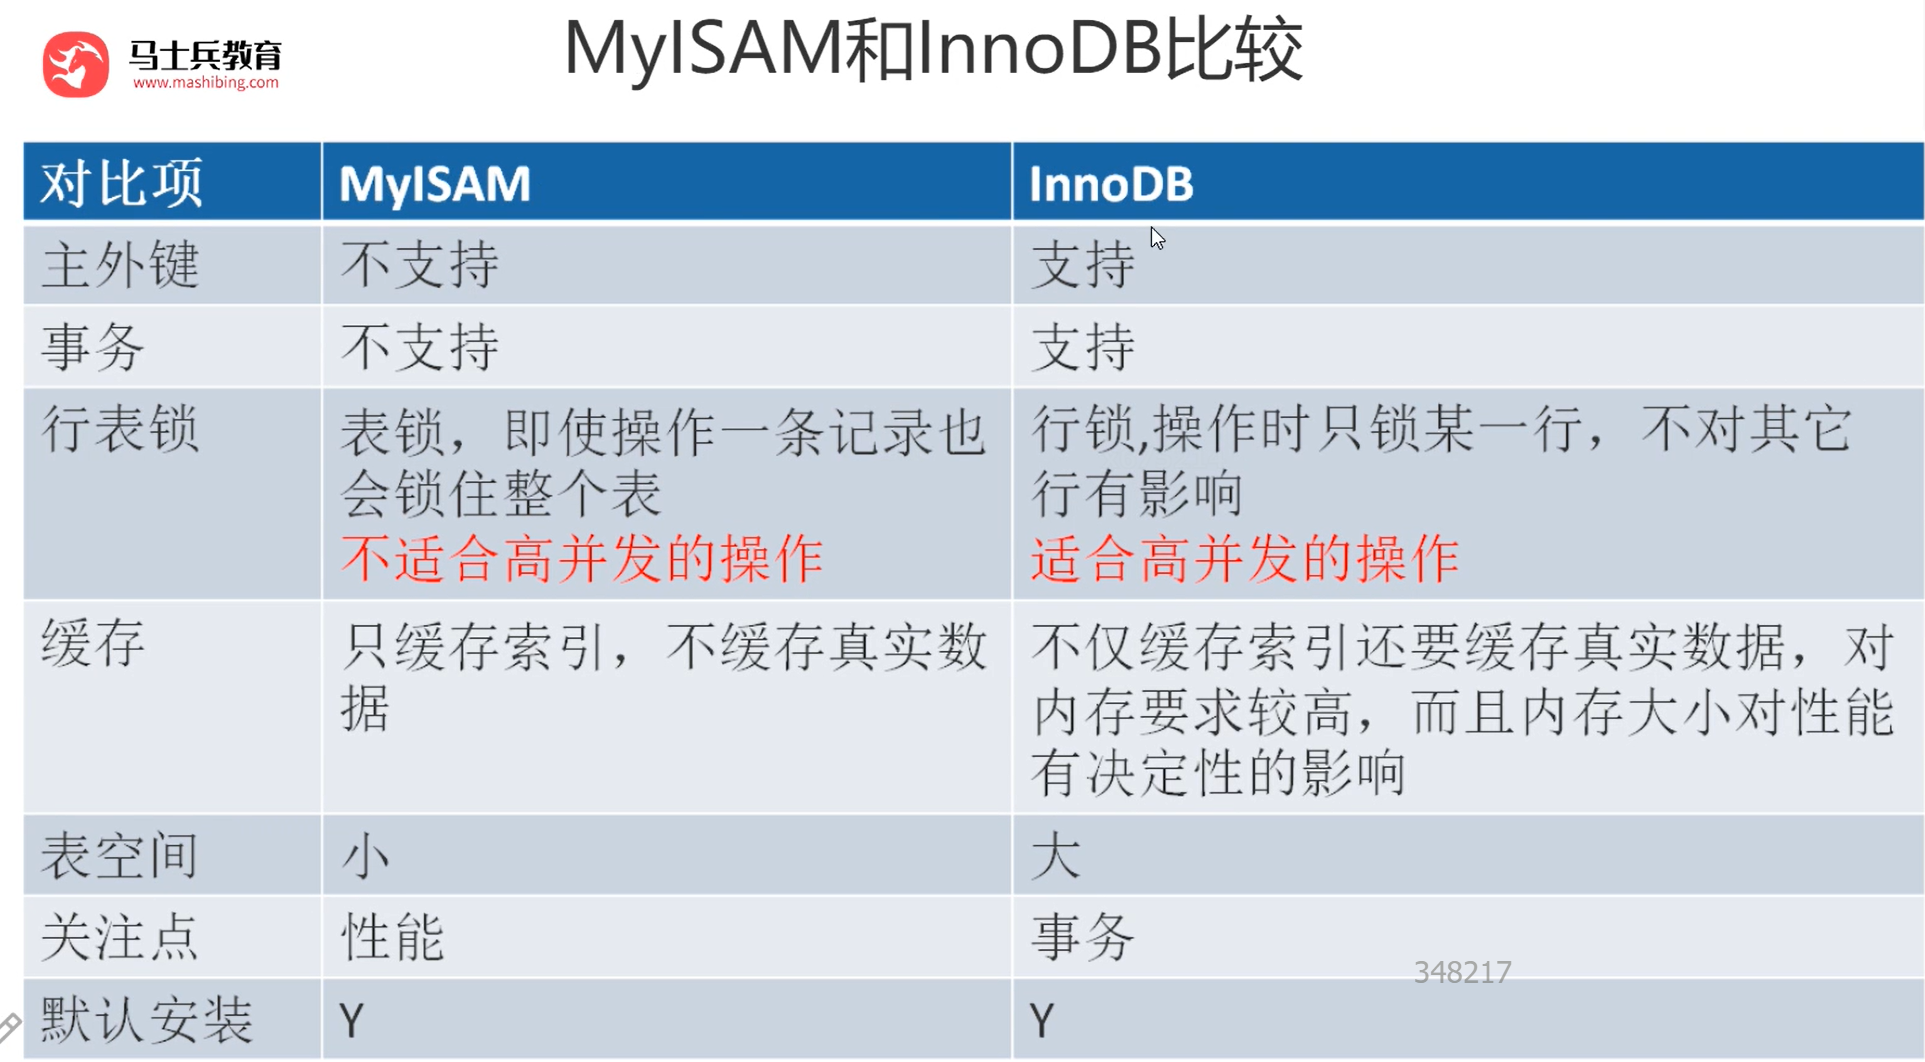 马士兵教育
www.mashibing.com
MyISAM和InnoDB比较
对比项 MyISAM InnoDB
主外键 不支持 支持
事务 不支持 支持
行表锁
表锁，即使操作一条记录也
会锁住整个表
不适合高并发的操作
行锁,操作时只锁某一行，不对其它
行有影响
适合高并发的操作
缓存
只缓存索引，不缓存真实数
据
不仅缓存索引还要缓存真实数据，对
内存要求较高，而且内存大小对性能
有决定性的影响
表空间 小 大
关注点 性能 事务
348217
默认安装 Y Y